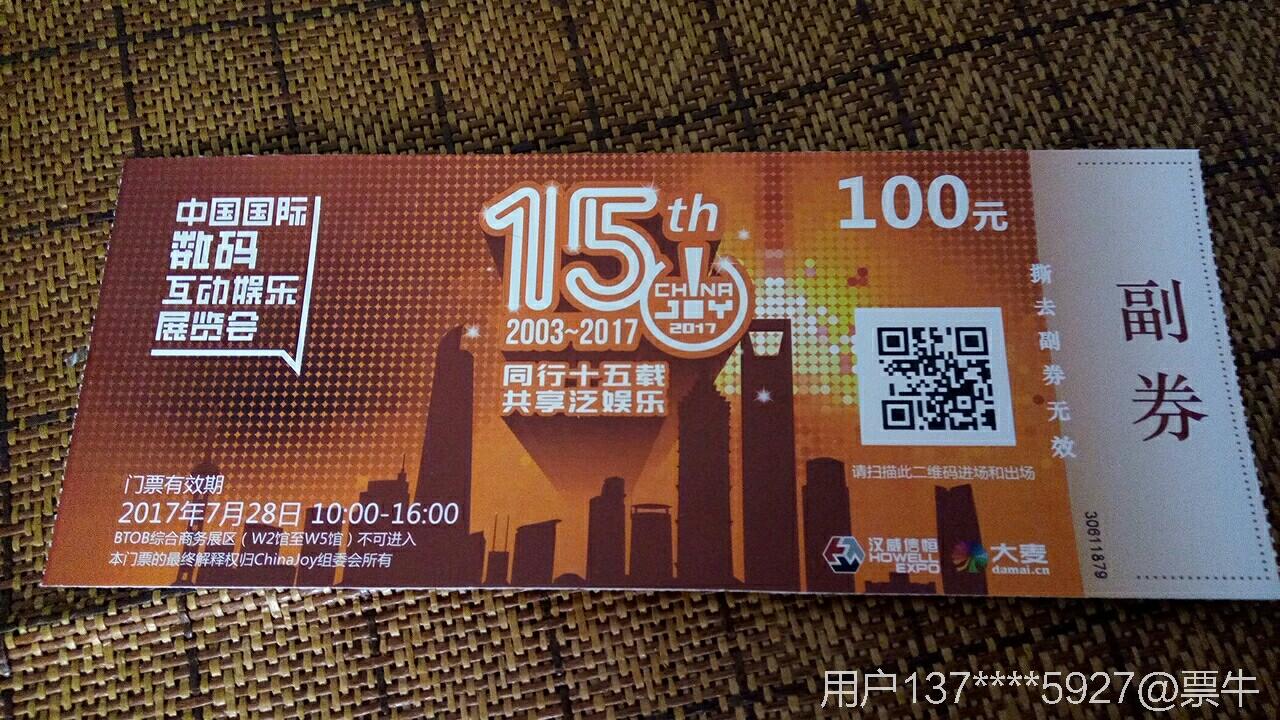 中国国际
数码
互动娱乐
展览会
15th
CHINA
JOY
2017
2003~2017
同行十五载
共享泛娱乐
100元
请扫描此二维码进场和出场
门票有效期
2017年7月28日 10:00-16:00
BTOB综合商务展区（W2馆至W5馆）不可进入
本门票的最终解释权归ChinaJoy组委会所有
汉威信恒
HOWELL
EXPO
大麦
damai.cn
撕去副券无效
副券
30611879
用户137****5927@票牛